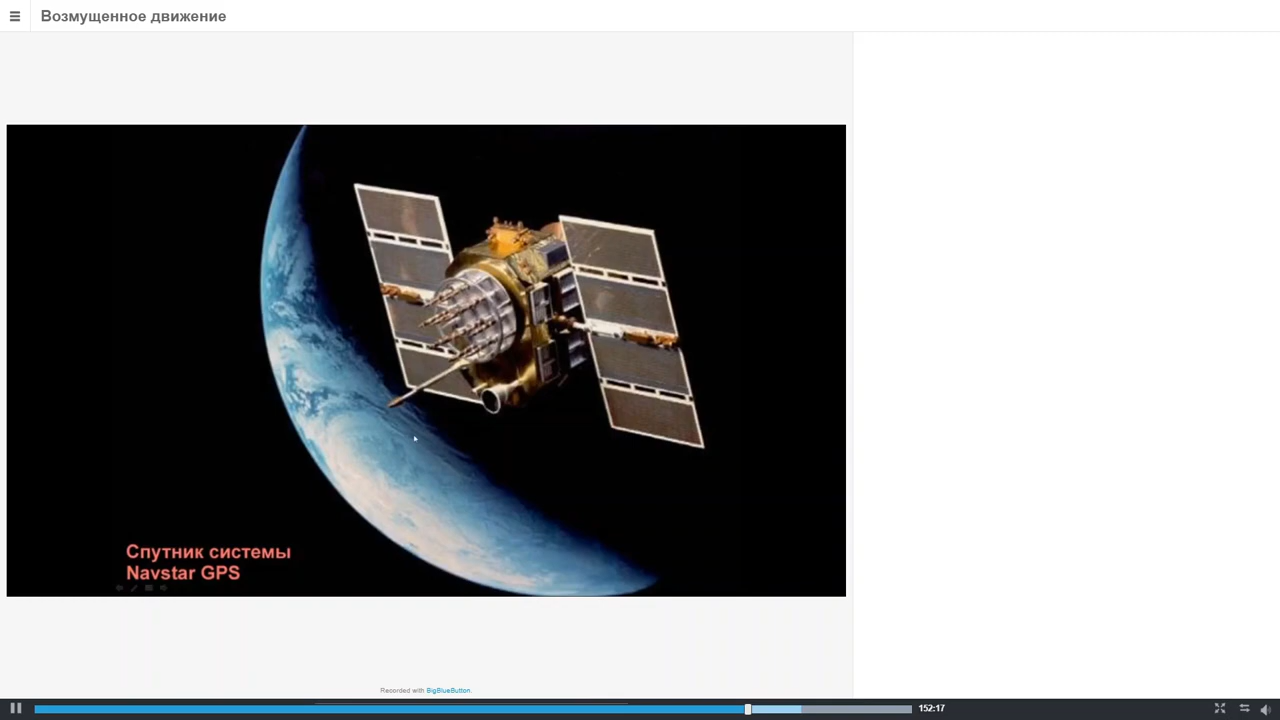 Возмущенное движение
Спутник системы
Navstar GPS
Recorded with BigBlueButton.
152:17